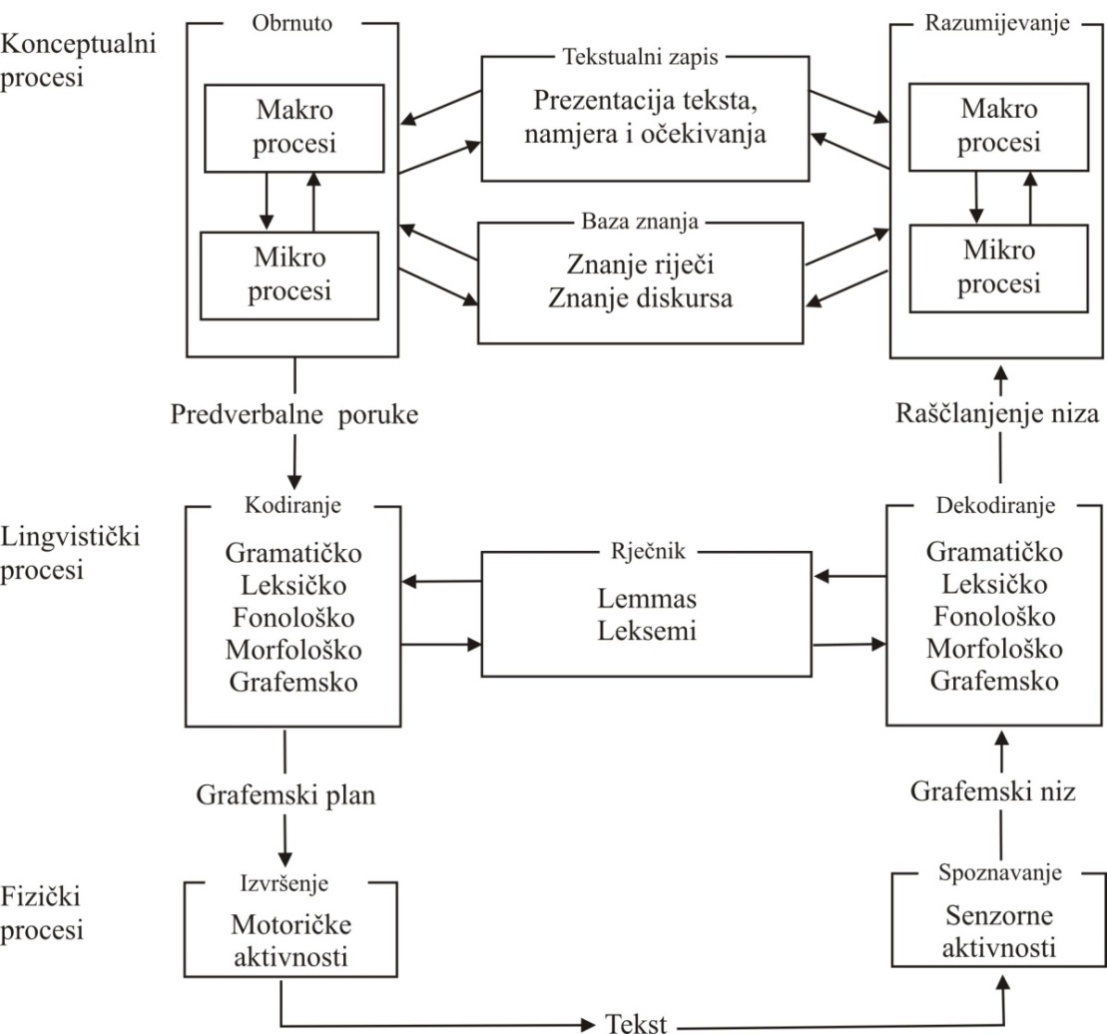 Konceptualni
procesi
Obrnuto
Makro
procesi
Mikro
procesi
Tekstualni zapis
Prezentacija teksta,
namjera i očekivanja
Baza znanja
Znanje riječi
Znanje diskursa
Razumijevanje
Makro
procesi
Mikro
procesi
Predverbalne poruke
Raščlanjenje niza
Lingvistički
procesi
Kodiranje
Gramatičko
Leksičko
Fonološko
Morfološko
Grafemsko
Rječnik
Lemmas
Leksemi
Dekodiranje
Gramatičko
Leksičko
Fonološko
Morfološko
Grafemsko
Grafemski plan
Grafemski niz
Fizički
procesi
Izvršenje
Motoričke
aktivnosti
Spoznavanje
Senzorne
aktivnosti
Tekst